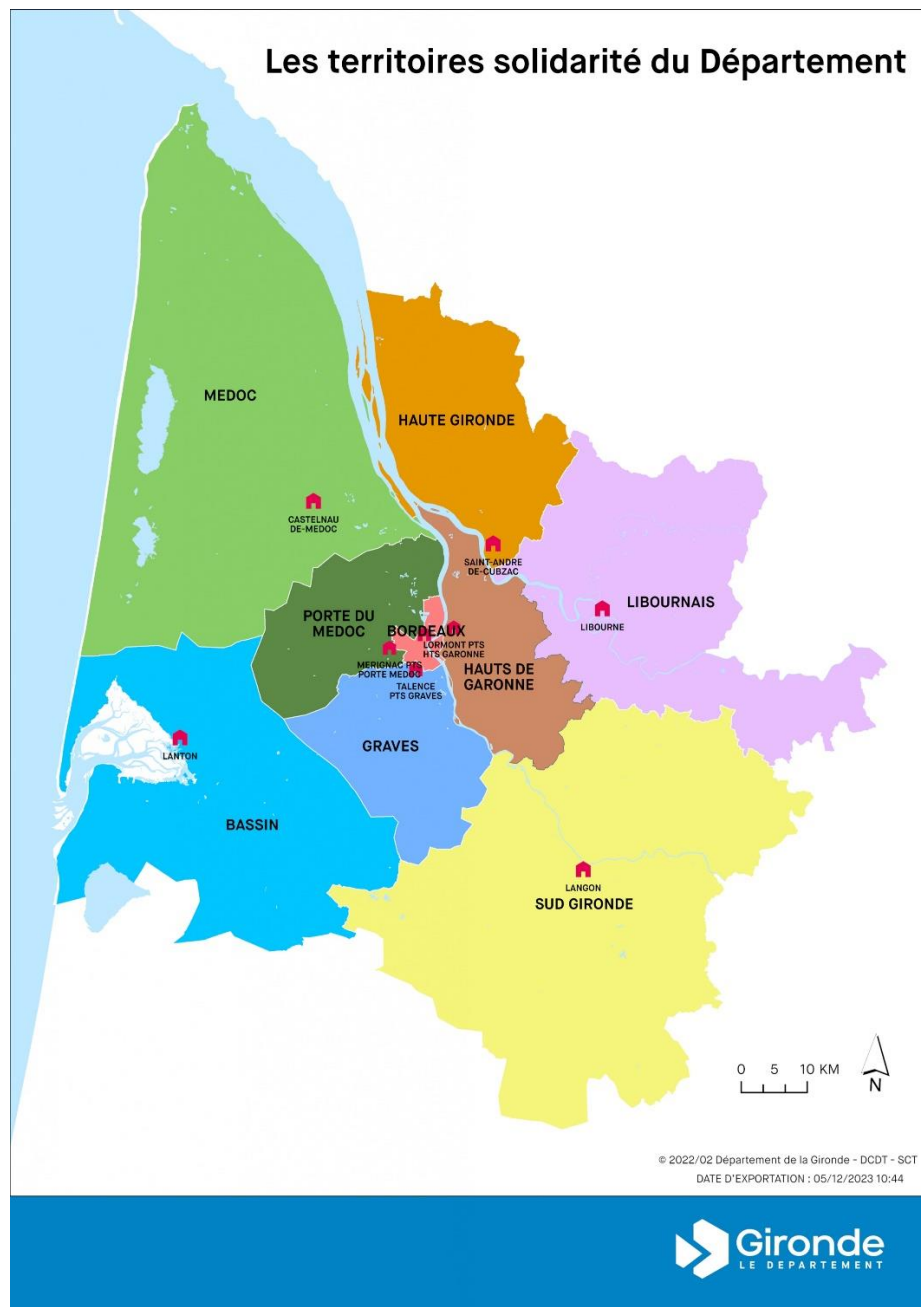 Les territoires solidarité du Département
MEDOC
HAUTE GIRONDE
CASTELNAU
DE-MEDOC
SAINT-ANDRE
DE-CUBZAC
LIBOURNAIS
LIBOURNE
PORTE DU
MEDOC
BORDEAUX
LORMONT PTS
HTS GARONNE
MERIGNAC PTS
PORTE MEDOC
HAUTS DE
GARONNE
TALENCE
PTS GRAVES
GRAVES
LANTON
BASSIN
LANGON
SUD GIRONDE
0 5 10 KM
N
© 2022/02 Département de la Gironde - DCDT - SCT
DATE D'EXPORTATION : 05/12/2023 10:44
Gironde
LE DEPARTEMENT